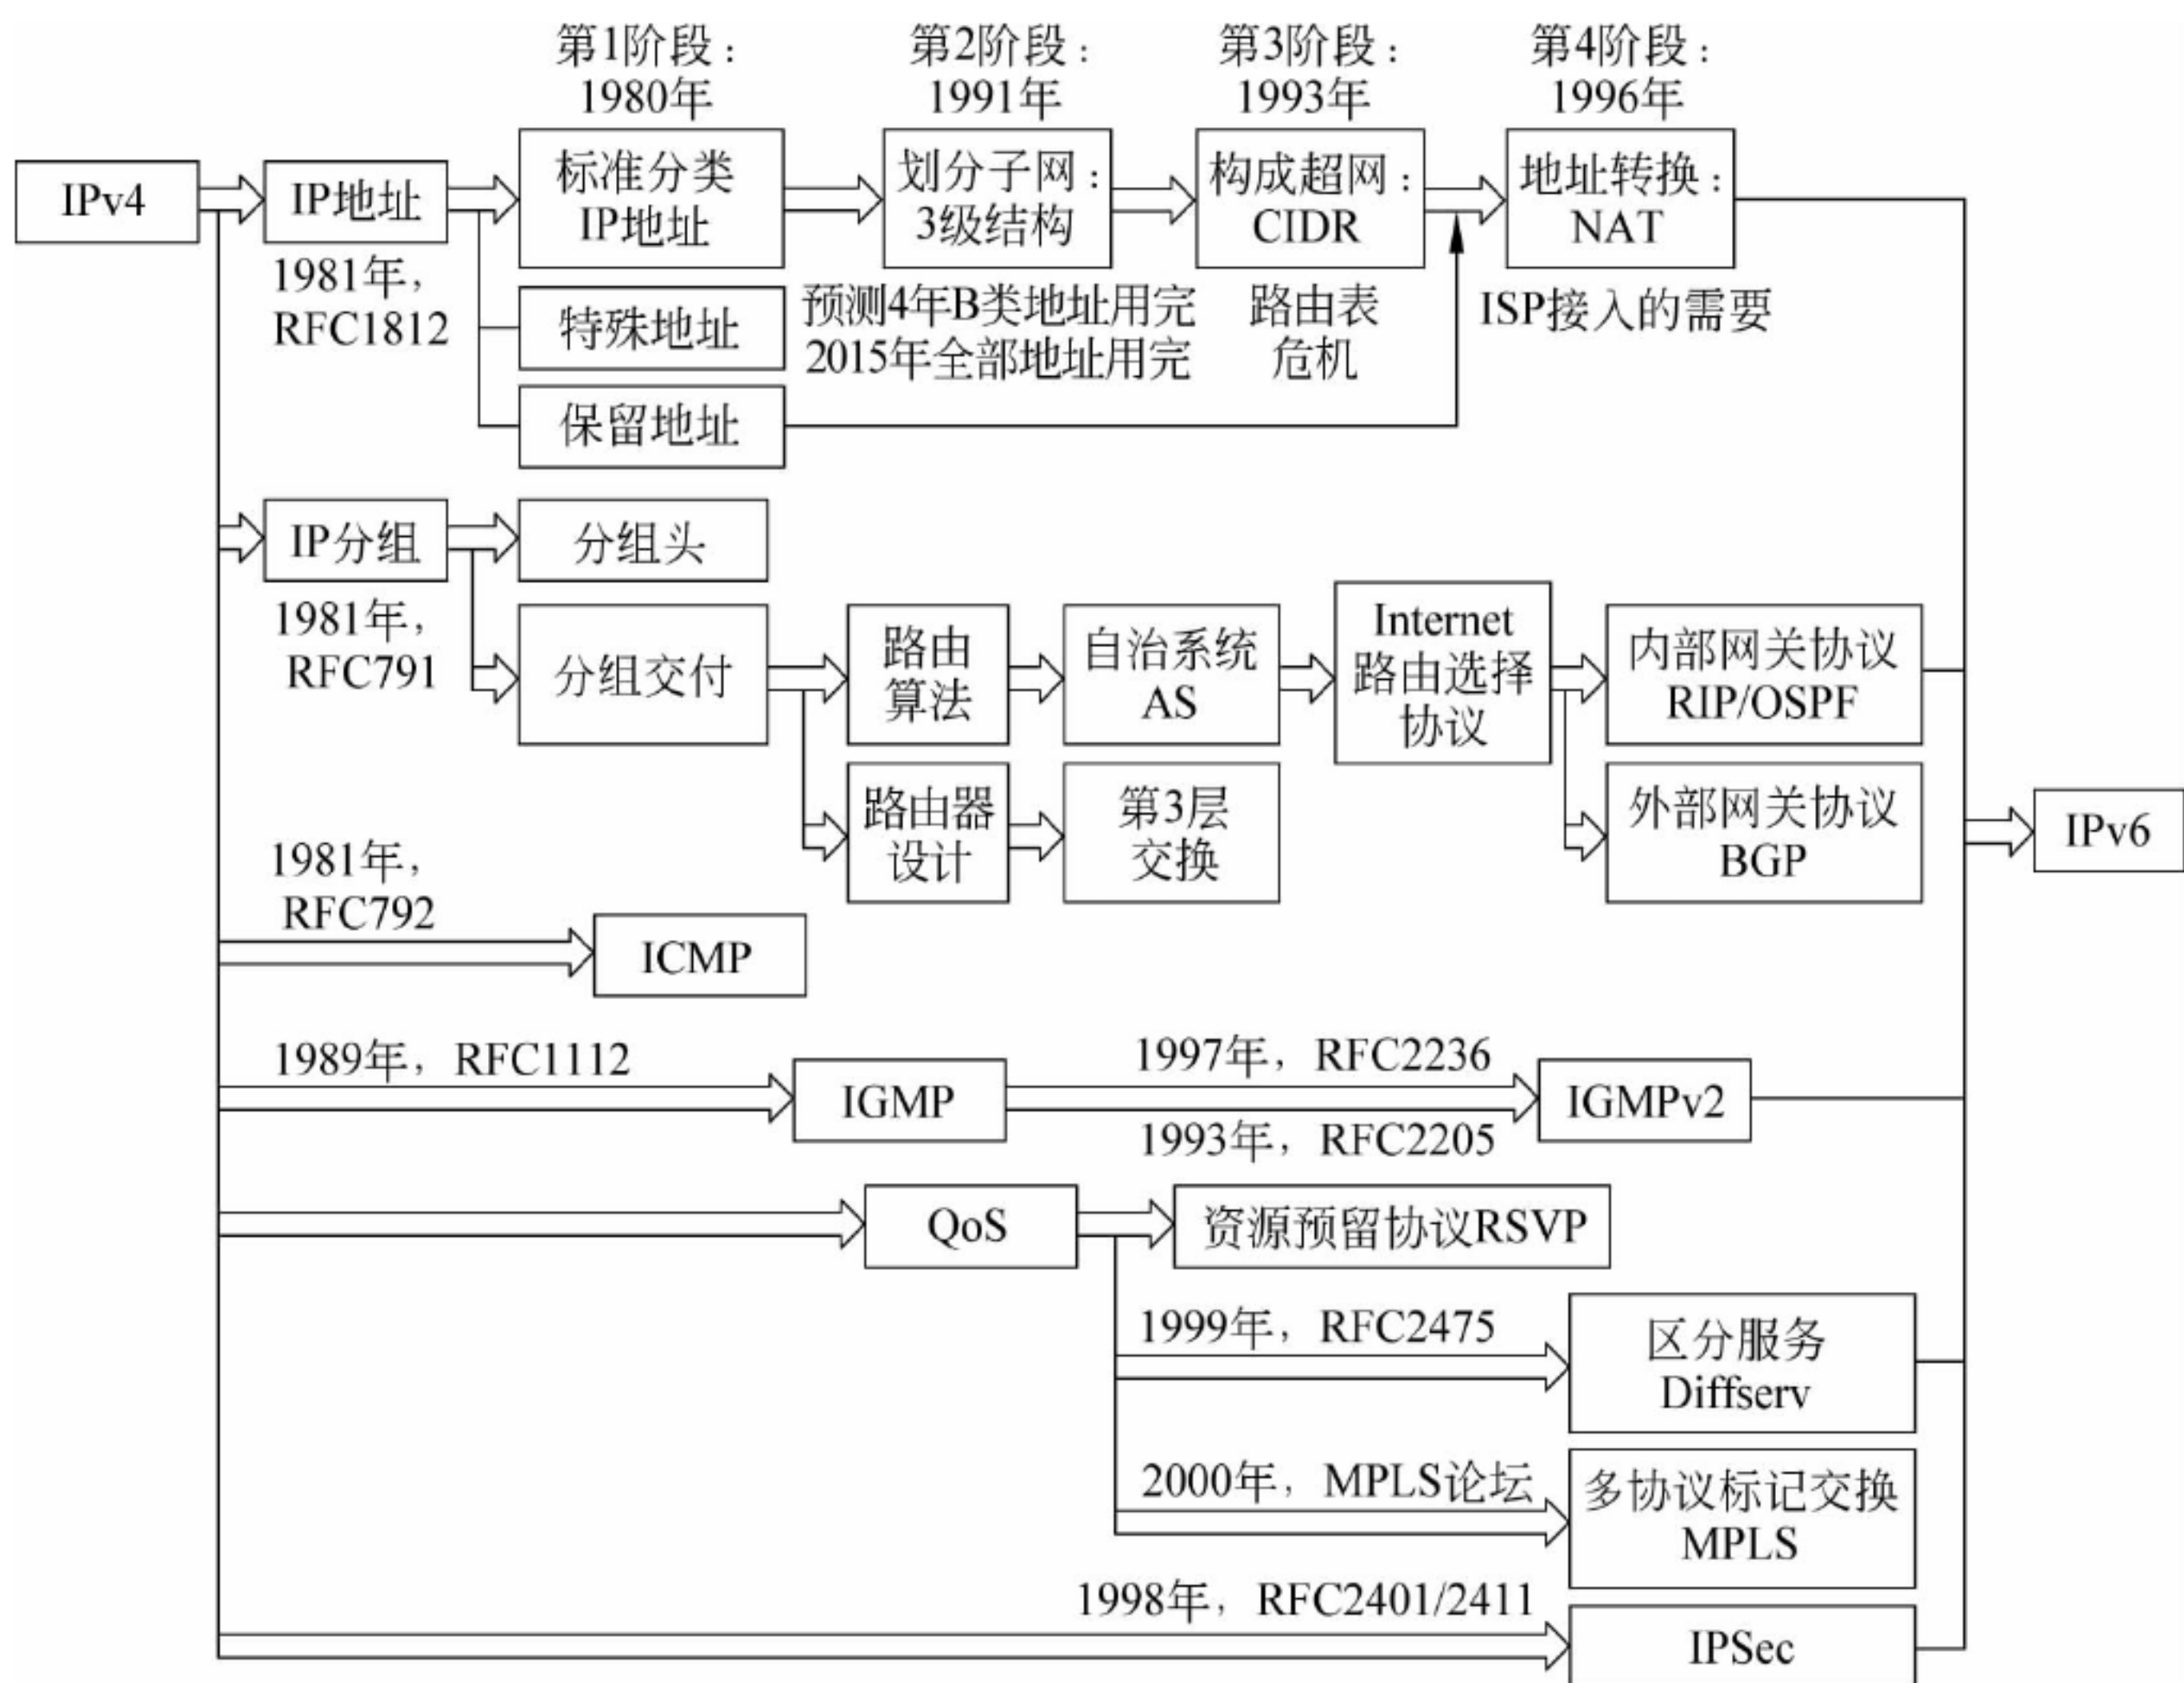 第1阶段：
1980年
第2阶段：
1991年
第3阶段：
1993年
第4阶段：
1996年
IPv4
IP地址
1981年，
RFC1812
标准分类
IP地址
划分子网：
3级结构
构成超网：
CIDR
地址转换：
NAT
特殊地址
预测4年B类地址用完
2015年全部地址用完
路由表
危机
ISP接入的需要
保留地址
IP分组
1981年，
RFC791
分组头
分组交付
路由
算法
自治系统
AS
Internet
路由选择
协议
内部网关协议
RIP/OSPF
路由器
设计
第3层
交换
外部网关协议
BGP
IPv6
1981年，
RFC792
ICMP
1989年，RFC1112
IGMP
1997年，RFC2236
IGMPv2
1993年，RFC2205
QoS
资源预留协议RSVP
1999年，RFC2475
区分服务
Diffserv
2000年，MPLS论坛
多协议标记交换
MPLS
1998年，RFC2401/2411
IPSec